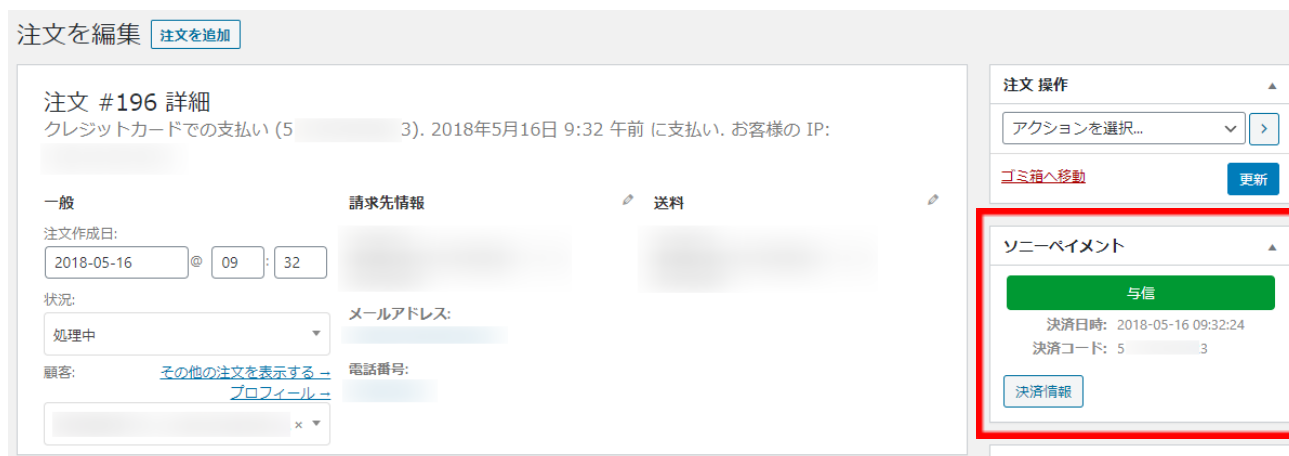 注文を編集 注文を追加
注文 #196 詳細
クレジットカードでの支払い (5 3). 2018年5月16日 9:32 午前 に支払い. お客様の IP:
一般
注文作成日:
2018-05-16 @ 09 : 32
状況:
処理中
顧客: その他の注文を表示する →
プロフィール →
×
請求先情報
メールアドレス:
電話番号:
送料
注文 操作
アクションを選択...
ゴミ箱へ移動 更新
ソニーペイメント
与信
決済日時: 2018-05-16 09:32:24
決済コード: 5 3
決済情報